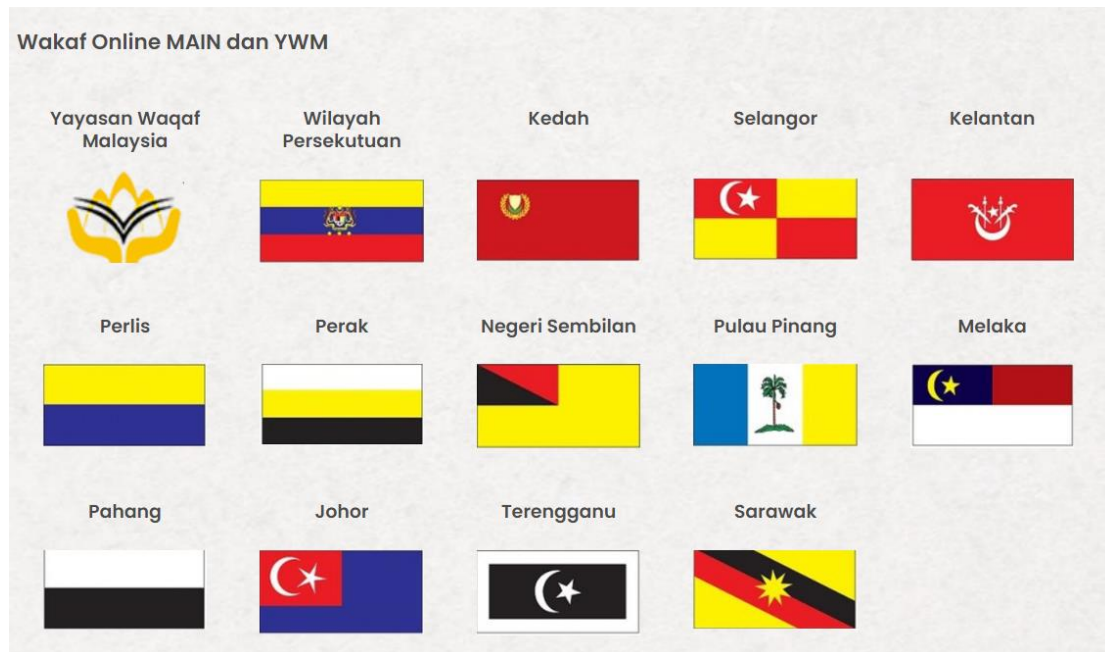 Wakaf Online MAIN dan YWM
Yayasan Waqaf
Malaysia
Wilayah
Persekutuan
Kedah
Selangor
Kelantan
Perlis
Perak
Negeri Sembilan
Pulau Pinang
Melaka
Pahang
Johor
Terengganu
Sarawak